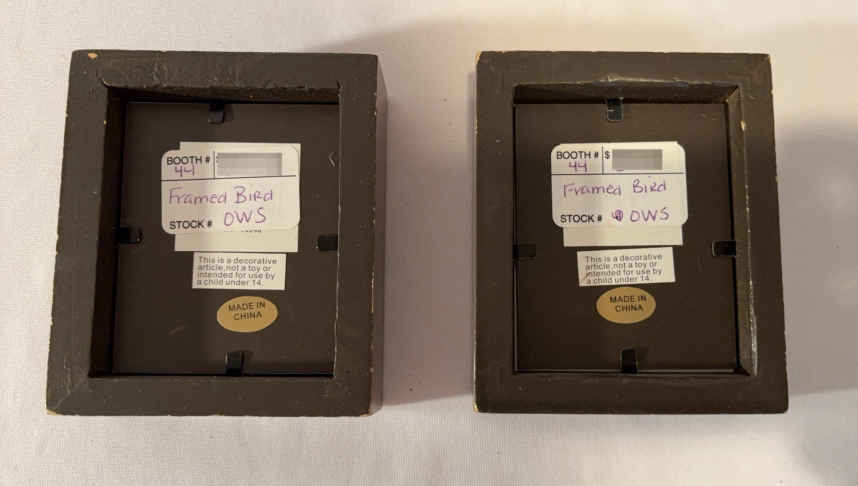 BOOTH #
44
Framed Bird
STOCK # OWS
This is a decorative
article,not a toy or
intended for use by
a child under 14.
MADE IN
CHINA
BOOTH # $
44
Framed Bird
STOCK # OWS
This is a decorative
article,not a toy or
intended for use by
a child under 14.
MADE IN
CHINA